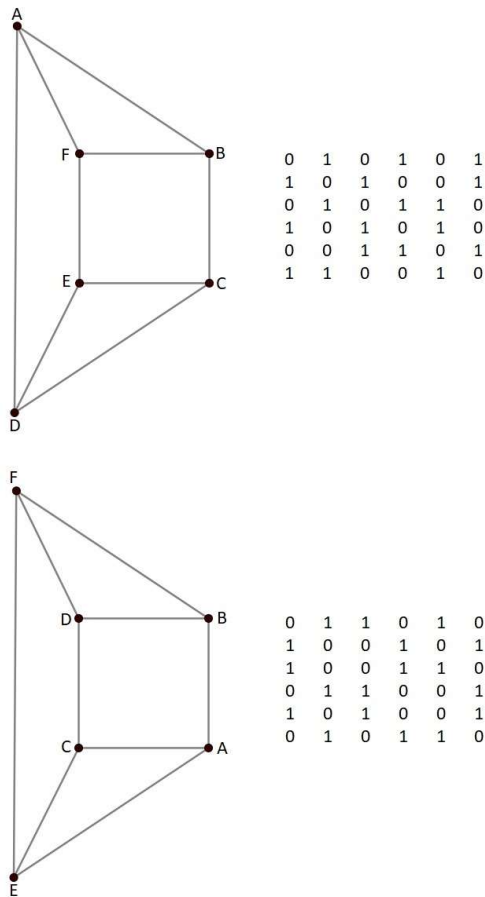 A
F B
0 1 0 1 0 1
1 0 1 0 0 1
0 1 0 1 1 0
1 0 1 0 1 0
0 0 1 1 0 1
1 1 0 0 1 0
E C
D
F
D B
0 1 1 0 1 0
1 0 0 1 0 1
1 0 0 1 1 0
0 1 1 0 0 1
1 0 1 0 0 1
0 1 0 1 1 0
C A
E